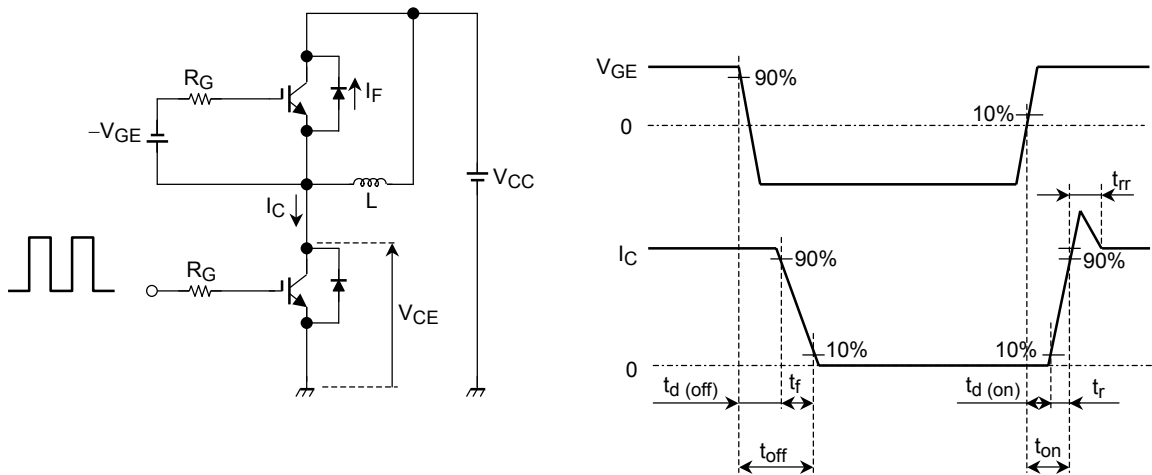 RG
IF
−VGE
VCC
L
IC
RG
VCE
VGE
90%
10%
0
trr
IC
90%
90%
10%
10%
0
td (off)
tf
td (on)
tr
toff
ton